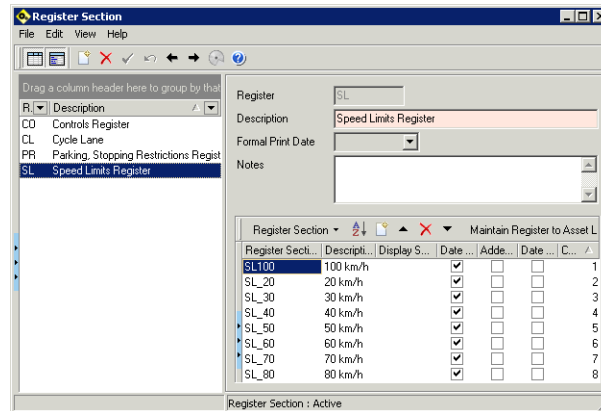 Register Section
File Edit View Help
Drag a column header here to group by that
R. Description
CO Controls Register
CL Cycle Lane
PR Parking, Stopping Restrictions Regist
SL Speed Limits Register
Register SL
Description Speed Limits Register
Formal Print Date
Notes
Register Section Maintain Register to Asset L
Register Secti... Descripti... Display S... Date ... Adde... Date ... C...
SL100 100 km/h 1
SL_20 20 km/h 2
SL_30 30 km/h 3
SL_40 40 km/h 4
SL_50 50 km/h 5
SL_60 60 km/h 6
SL_70 70 km/h 7
SL_80 80 km/h 8
Register Section : Active